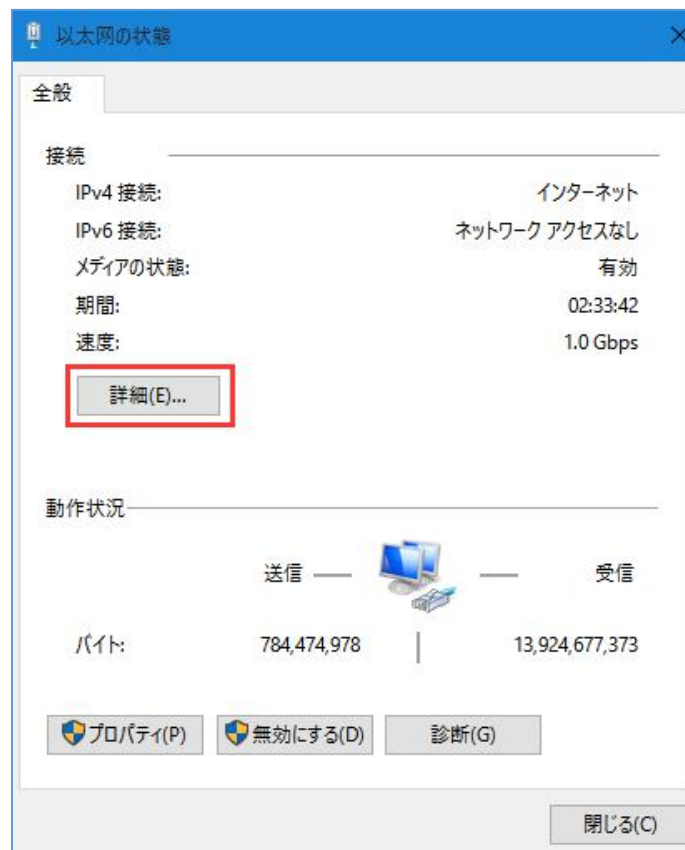 以太网の状態
全般
接続
IPv4 接続: インターネット
IPv6 接続: ネットワーク アクセスなし
メディアの状態: 有効
期間: 02:33:42
速度: 1.0 Gbps
詳細(E)...
動作状況
送信 受信
バイト: 784,474,978 13,924,677,373
プロパティ(P) 無効にする(D) 診断(G)
閉じる(C)